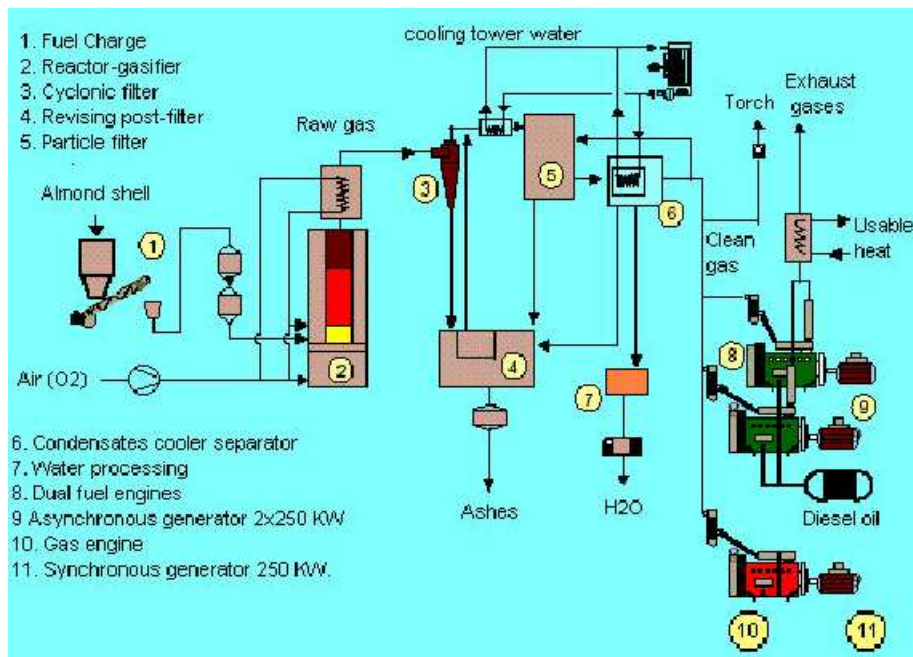 1. Fuel Charge
2. Reactor-gasifier
3. Cyclonic filter
4. Revising post-filter
5. Particle filter
cooling tower water
Exhaust
gases
Torch
Raw gas
Almond shell
1
3
5
6
Usable
heat
Clean
gas
2
4
7
8
9
Air (O2)
6. Condensates cooler separator
7. Water processing
8. Dual fuel engines
9 Asynchronous generator 2x250 KW
10. Gas engine
11. Synchronous generator 250 KW.
Ashes
H2O
Diesel oil
10
11